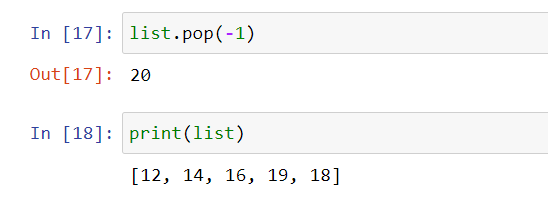 In [17]: list.pop(-1)
Out[17]: 20
In [18]: print(list)
[12, 14, 16, 19, 18]